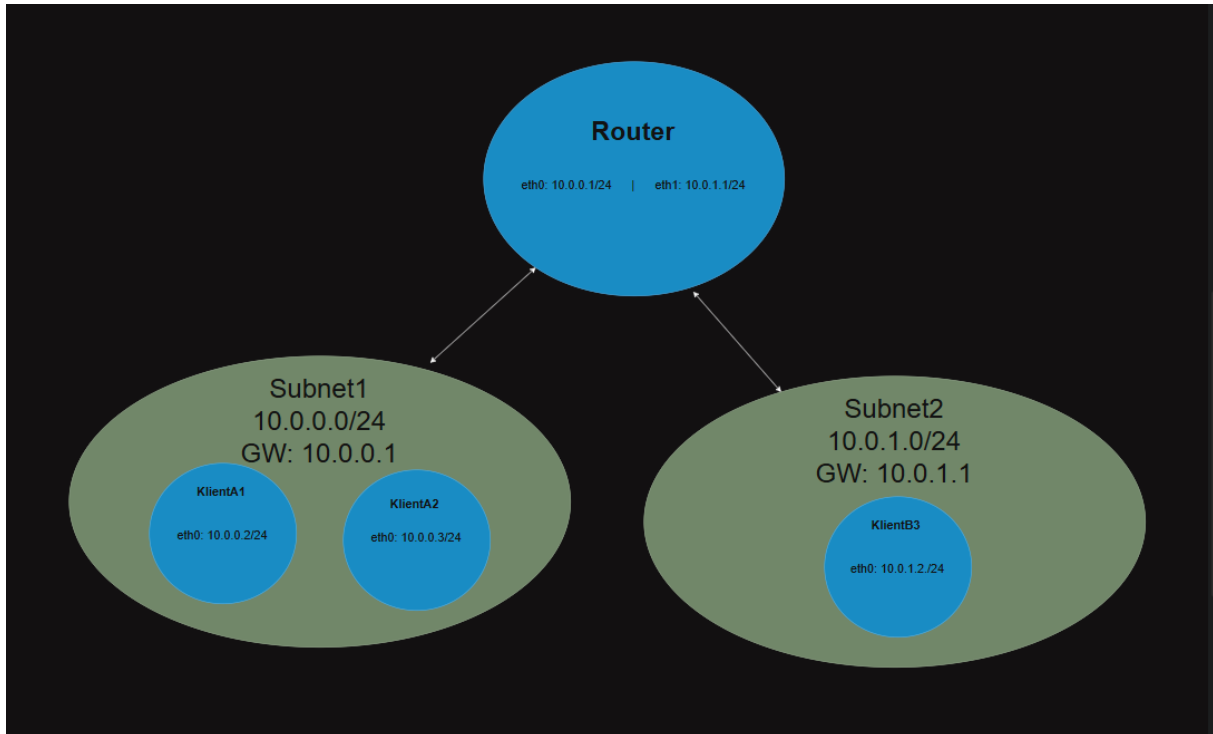 Router
eth0: 10.0.0.1/24 | eth1: 10.0.1.1/24
Subnet1
10.0.0.0/24
GW: 10.0.0.1
KlientA1
eth0: 10.0.0.2/24
KlientA2
eth0: 10.0.0.3/24
Subnet2
10.0.1.0/24
GW: 10.0.1.1
KlientB3
eth0: 10.0.1.2./24